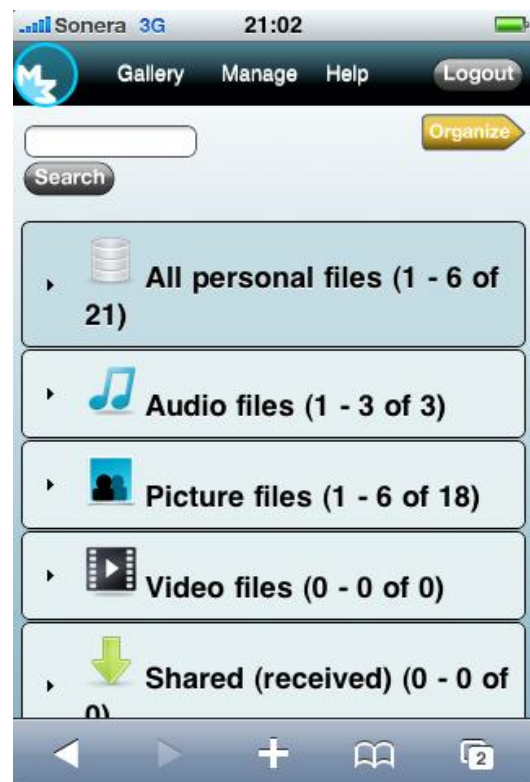 Sonera 3G 21:02
M3 Gallery Manage Help Logout
Organize
Search
All personal files (1 - 6 of
21)
Audio files (1 - 3 of 3)
Picture files (1 - 6 of 18)
Video files (0 - 0 of 0)
Shared (received) (0 - 0 of
0)
2